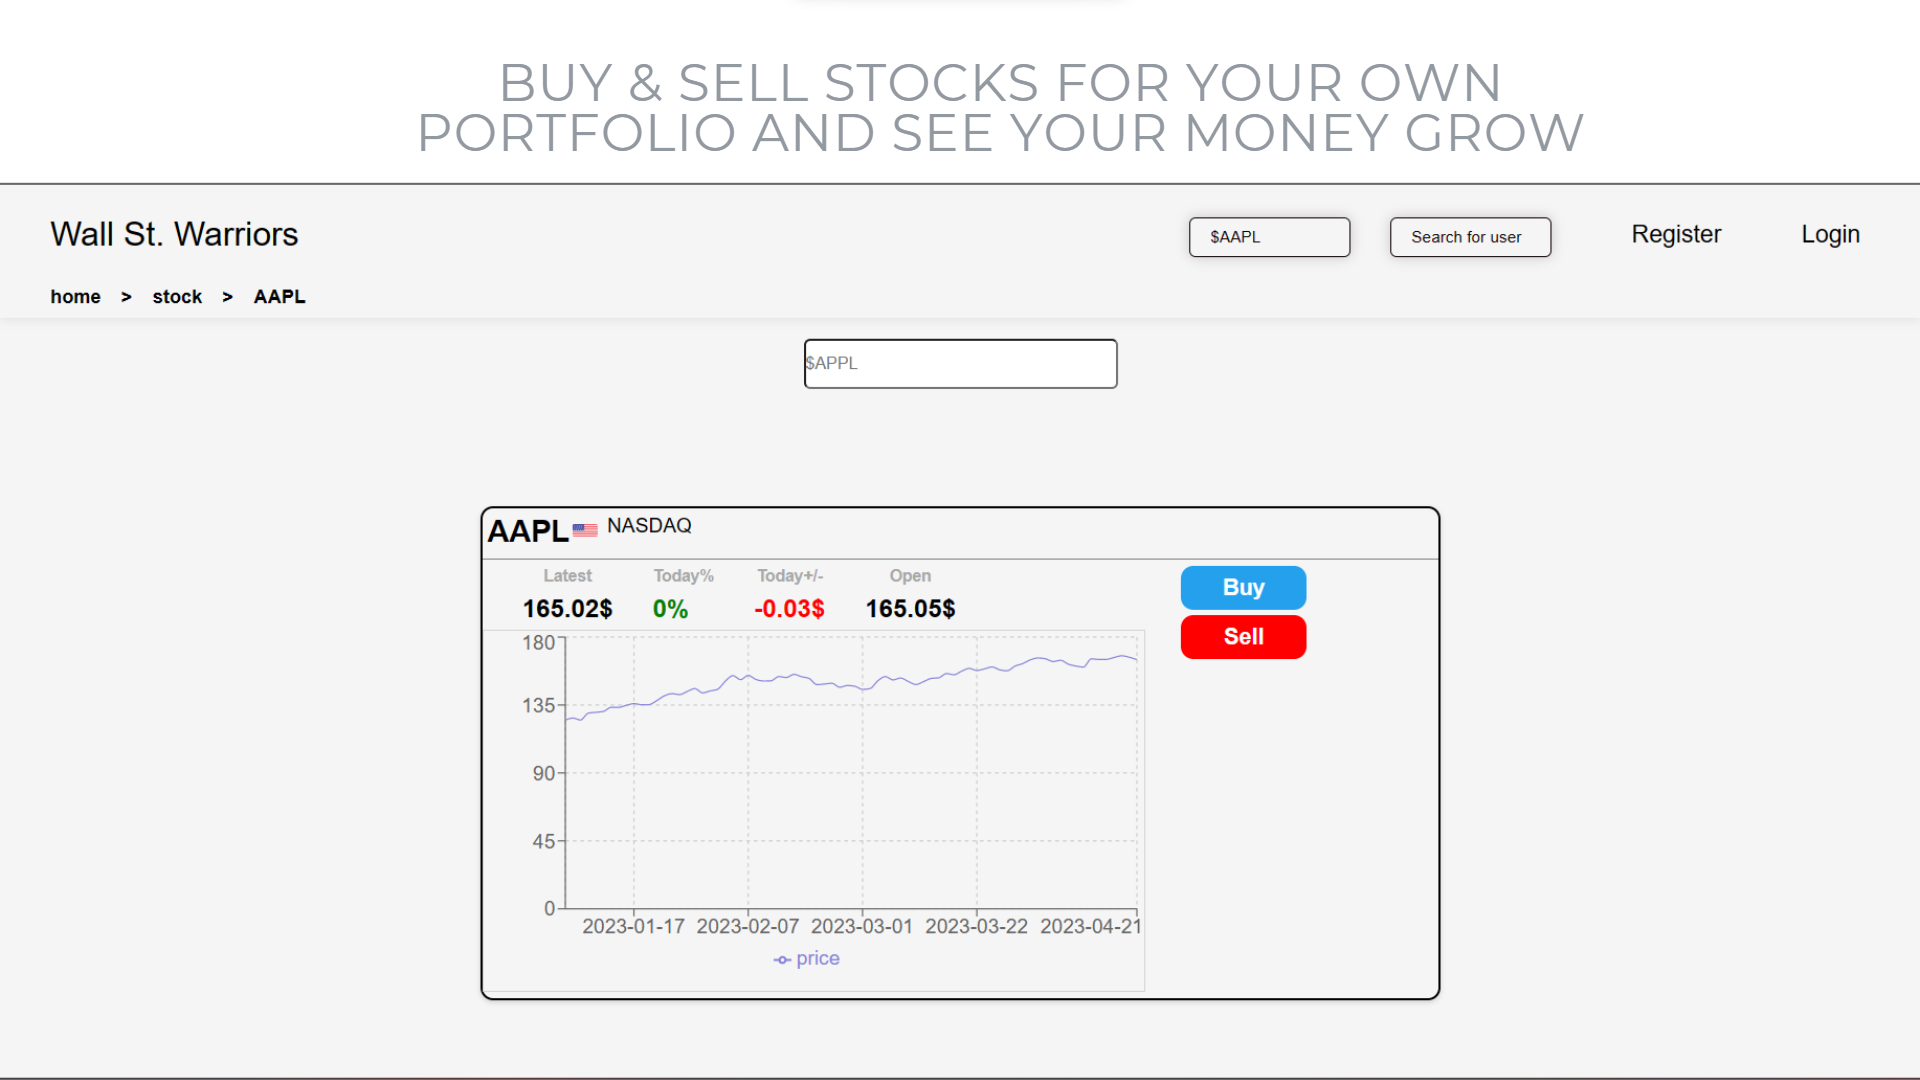 BUY & SELL STOCKS FOR YOUR OWN
PORTFOLIO AND SEE YOUR MONEY GROW
Wall St. Warriors
$AAPL
Search for user
Register
Login
home > stock > AAPL
$APPL
AAPL NASDAQ
Latest Today% Today+/- Open
165.02$ 0% -0.03$ 165.05$
Buy
Sell
180
135
90
45
0
2023-01-17 2023-02-07 2023-03-01 2023-03-22 2023-04-21
price